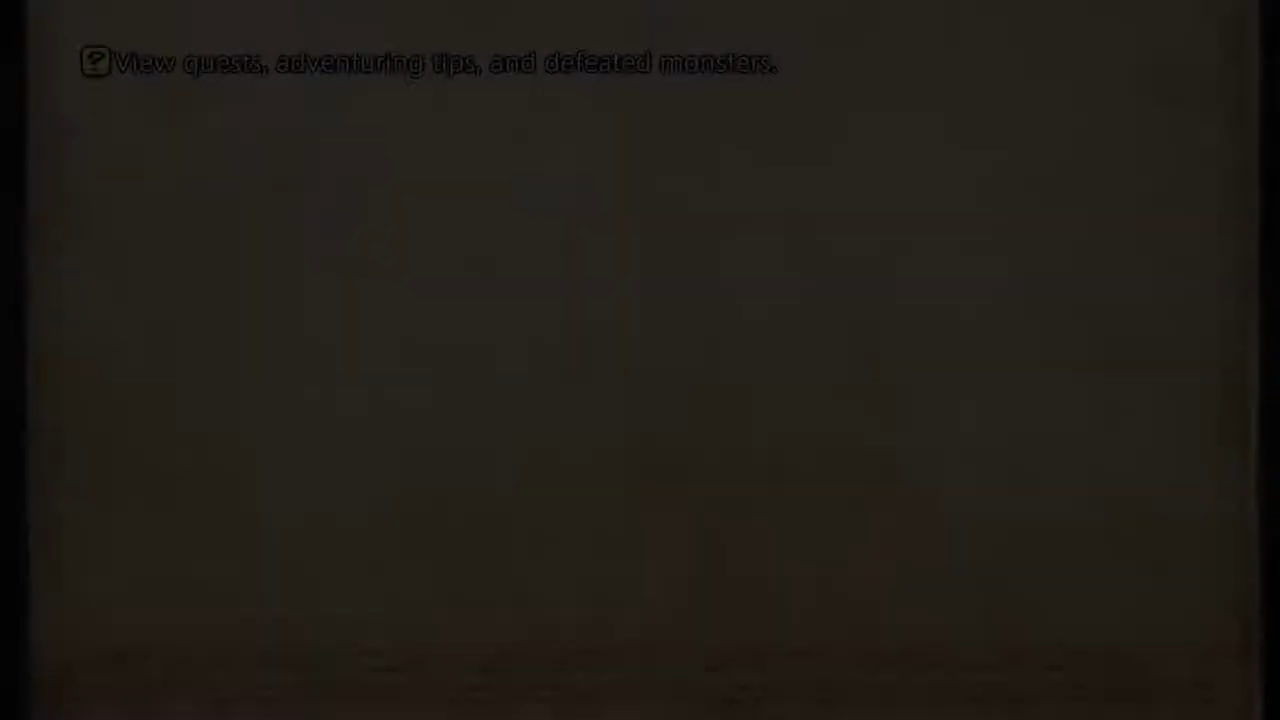 ? View quests, adventuring tips, and defeated monsters.